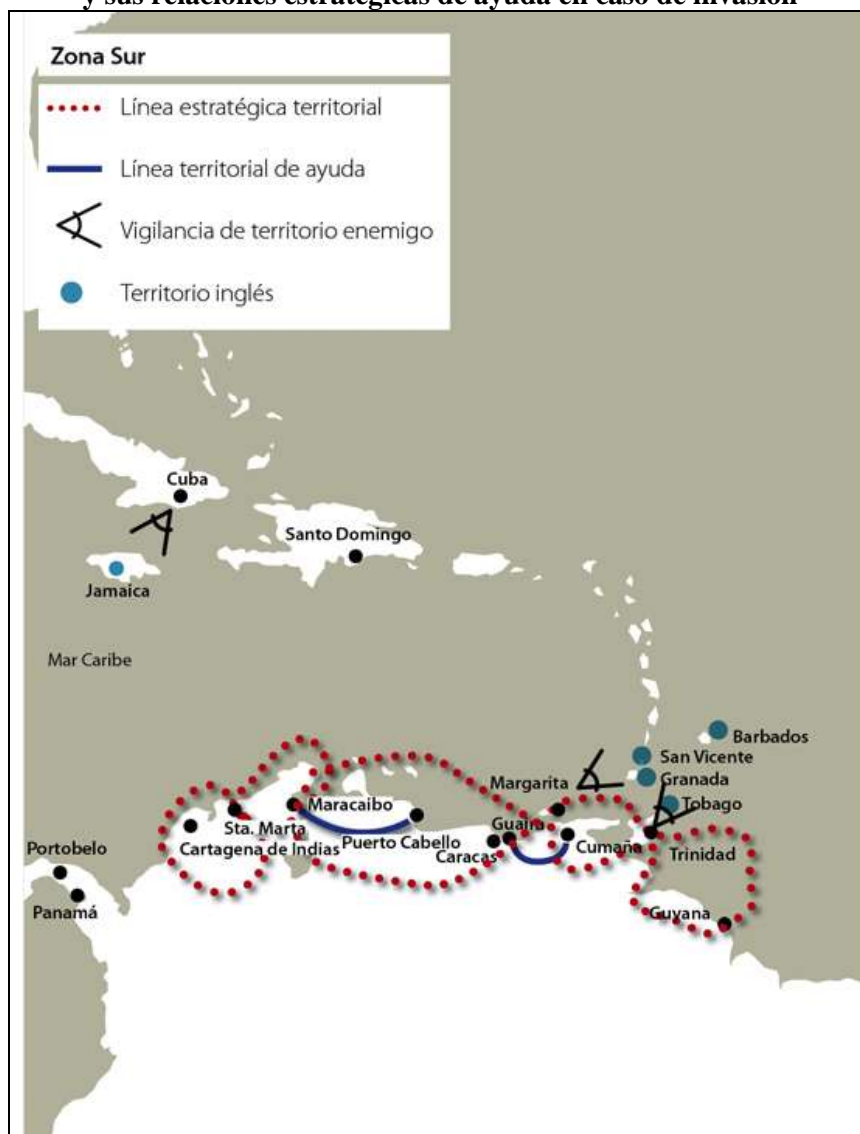 y sus relaciones estratégicas de ayuda en caso de invasión
Zona Sur
Línea estratégica territorial
Línea territorial de ayuda
Vigilancia de territorio enemigo
Territorio inglés
Cuba
Santo Domingo
Jamaica
Mar Caribe
Barbados
San Vicente
Margarita
Granada
Maracaibo
Tobago
Sta. Marta
Guaira
Puerto Cabello
Cumaña
Portobelo
Cartagena de Indias
Caracas
Trinidad
Panamá
Guyana